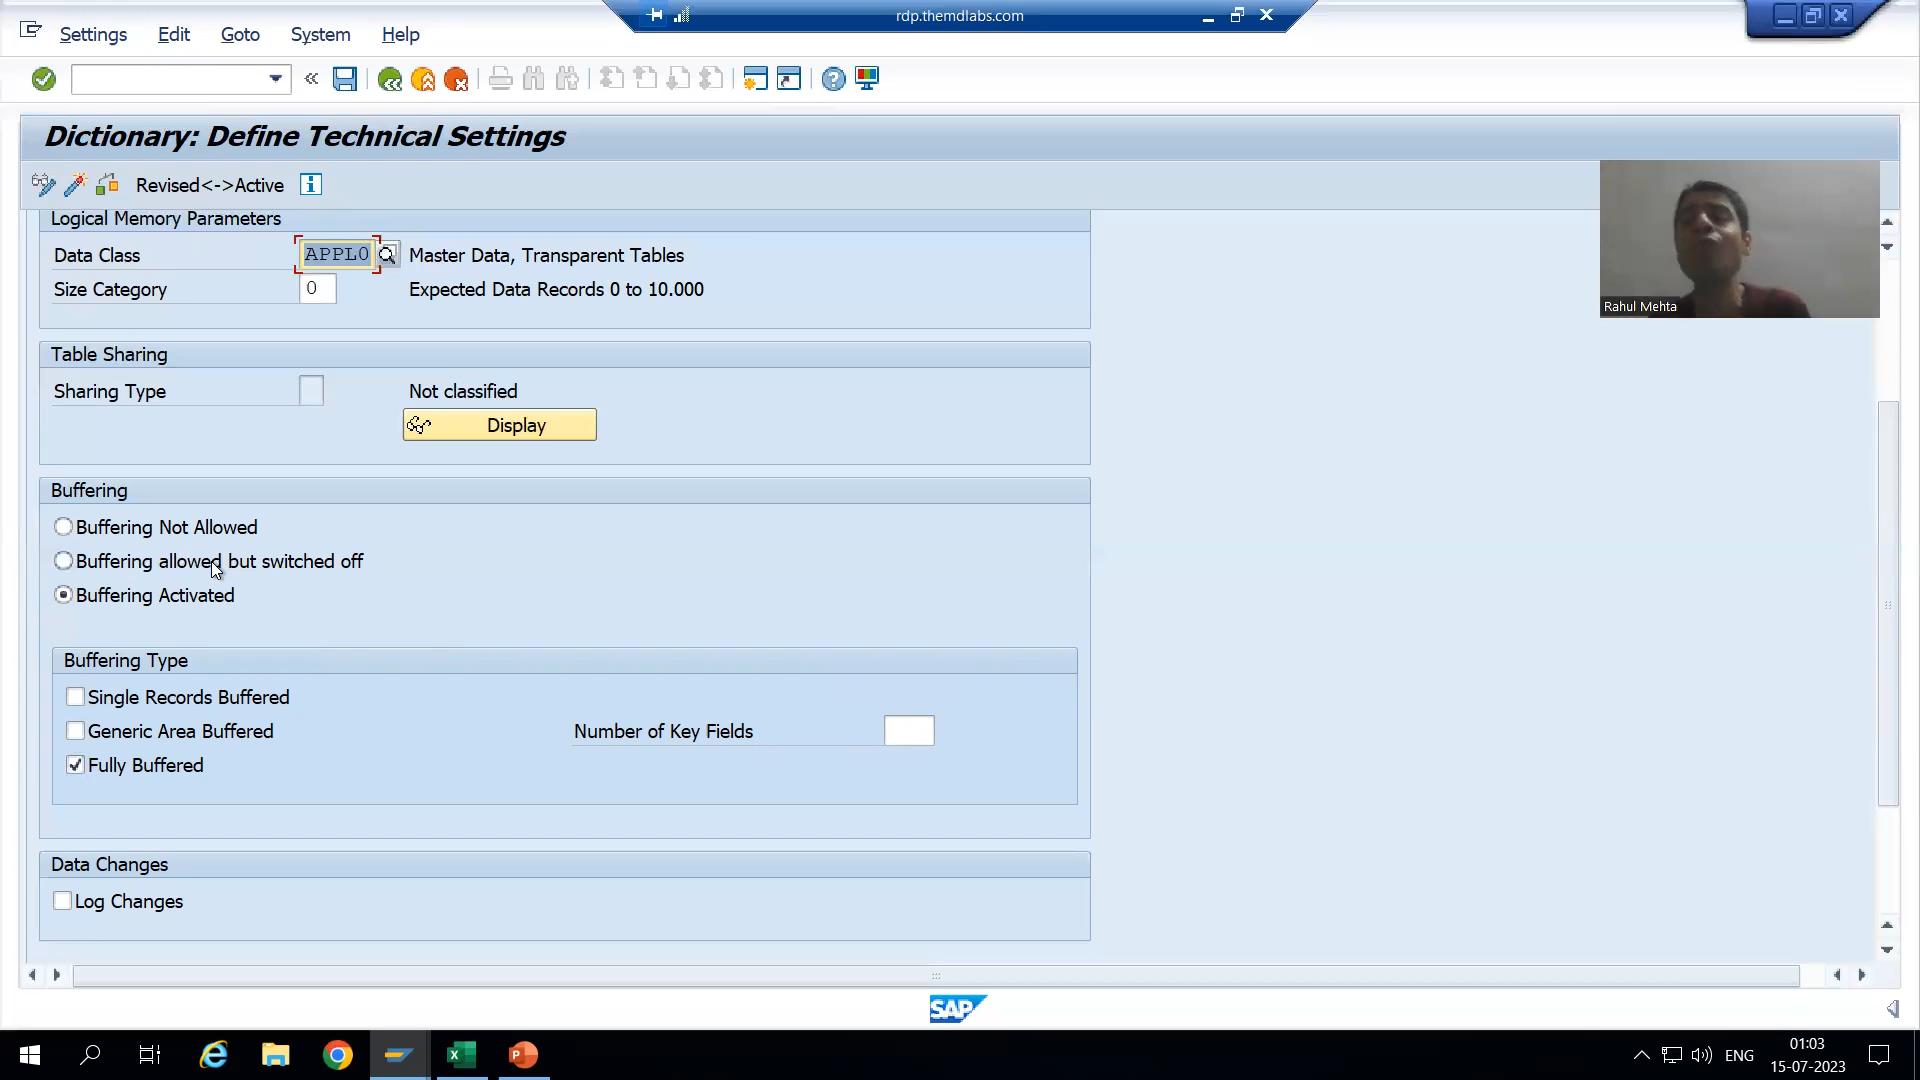 rdp.themdlabs.com
Settings Edit Goto System Help
Dictionary: Define Technical Settings
Revised<->Active
Logical Memory Parameters
Data Class APPL0 Master Data, Transparent Tables
Size Category 0 Expected Data Records 0 to 10.000
Rahul Mehta
Table Sharing
Sharing Type Not classified
Display
Buffering
Buffering Not Allowed
Buffering allowed but switched off
Buffering Activated
Buffering Type
Single Records Buffered
Generic Area Buffered Number of Key Fields
Fully Buffered
Data Changes
Log Changes
SAP
ENG
01:03
15-07-2023